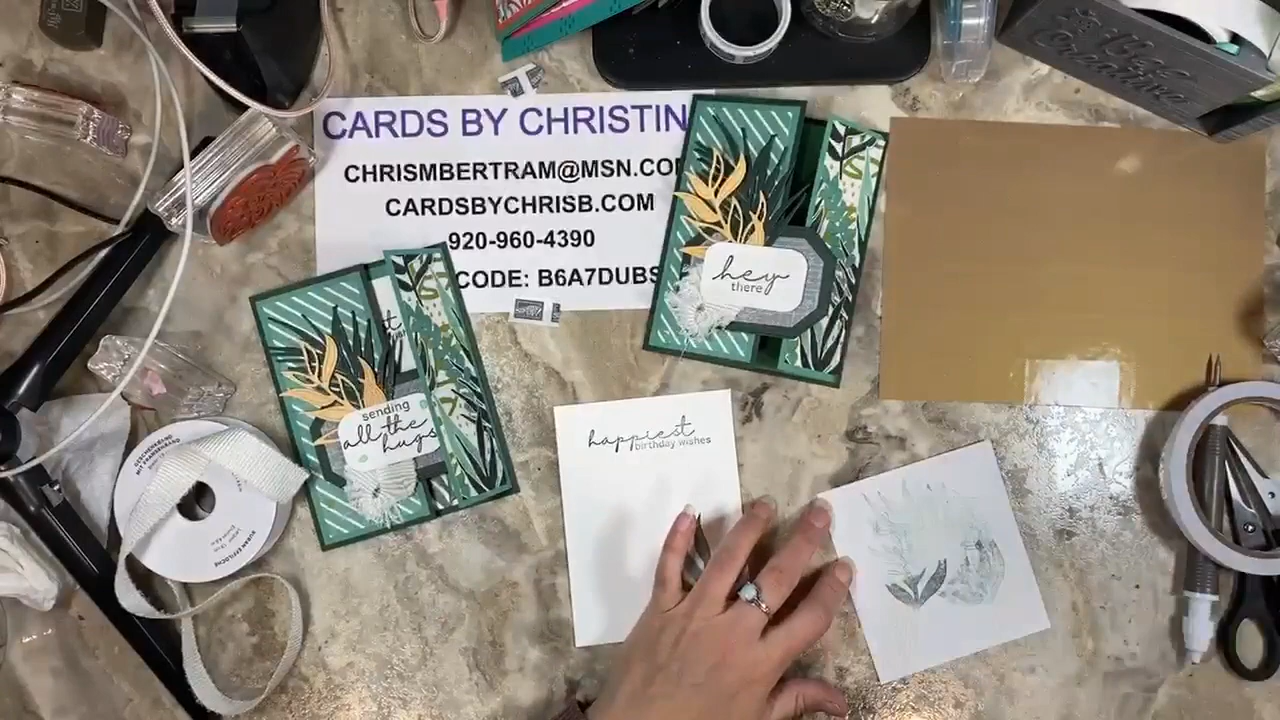 CARDS BY CHRISTIN
CHRISMBERTRAM@MSN.COM
CARDSBYCHRISB.COM
920-960-4390
CODE: B6A7DUBS
hey
there
sending
all the
hugs
happiest
birthday wishes